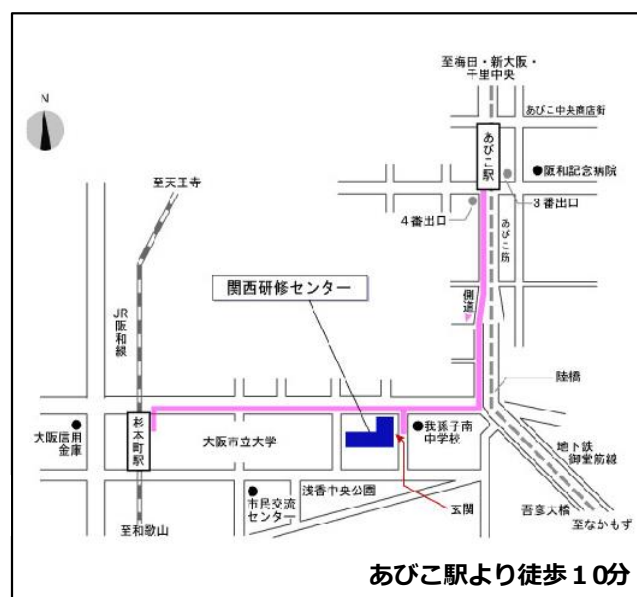 至梅田・新大阪・
千里中央
N
あびこ中央商店街
あびこ駅
阪和記念病院
至天王寺
3番出口
4番出口
あびこ筋
関西研修センター
側道
JR阪和線
陸橋
杉本町駅
大阪信用
金庫
大阪市立大学
我孫子南
中学校
地下鉄
御堂筋線
浅香中央公園
市民交流
センター
玄関
吾彦大橋
至和歌山
至なかもず
あびこ駅より徒歩10分